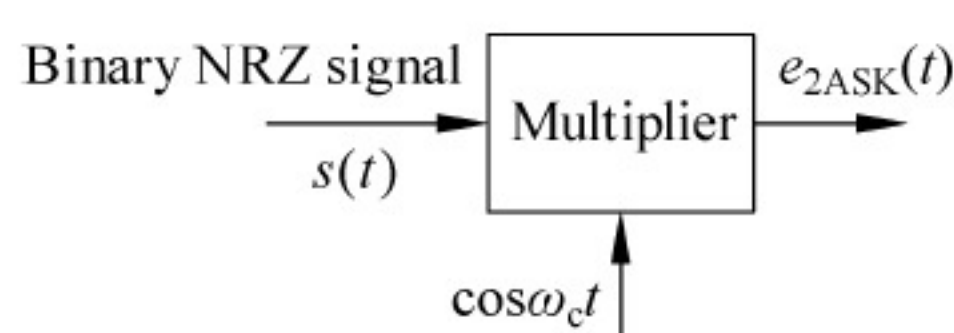 Binary NRZ signal
e2ASK(t)
Multiplier
s(t)
cosωct